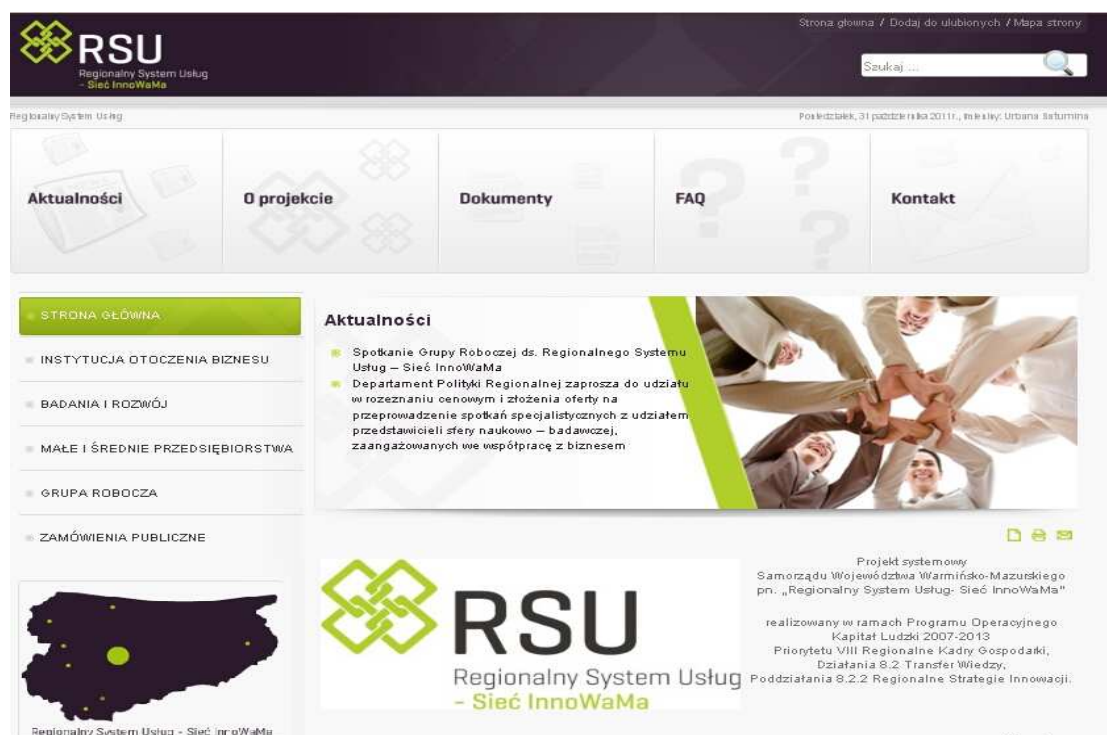 Strona główna / Dodaj do ulubionych / Mapa strony
RSU
Regionalny System Usług
- Sieć InnoWaMa
Szukaj ...
Regionalny System Usług
Poniedziałek, 31 października 2011r., imieniny: Urbana Saturnina
Aktualności
O projekcie
Dokumenty
FAQ
Kontakt
STRONA GŁÓWNA
INSTYTUCJA OTOCZENIA BIZNESU
BADANIA I ROZWÓJ
MAŁE I ŚREDNIE PRZEDSIĘBIORSTWA
GRUPA ROBOCZA
ZAMÓWIENIA PUBLICZNE
Regionalny System Usług - Sieć InnoWaMa
Aktualności
Spotkanie Grupy Roboczej ds. Regionalnego Systemu
Usług – Sieć InnoWaMa
Departament Polityki Regionalnej zaprosza do udziału
w rozeznaniu cenowym i złożenia oferty na
przeprowadzenie spotkań specjalistycznych z udziałem
przedstawicieli sfery naukowo – badawczej,
zaangażowanych we współpracę z biznesem
RSU
Regionalny System Usług
- Sieć InnoWaMa
Projekt systemowy
Samorządu Województwa Warmińsko-Mazurskiego
pn. „Regionalny System Usług- Sieć InnoWaMa"
realizowany w ramach Programu Operacyjnego
Kapitał Ludzki 2007-2013
Priorytetu VIII Regionalne Kadry Gospodarki,
Działania 8.2 Transfer Wiedzy,
Poddziałania 8.2.2 Regionalne Strategie Innowacji.